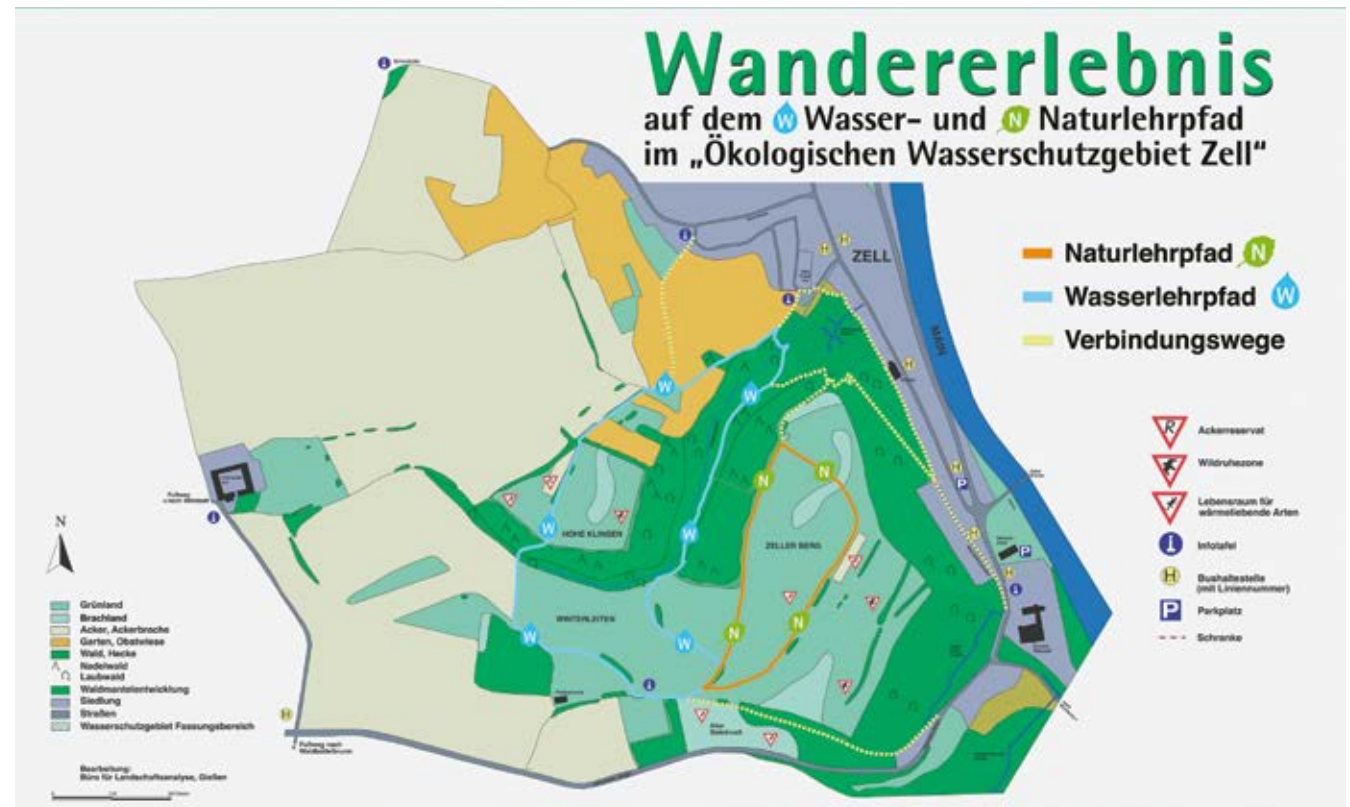 Wandererlebnis
auf dem W Wasser- und N Naturlehrpfad
im „Ökologischen Wasserschutzgebiet Zell“
Naturlehrpfad N
Wasserlehrpfad W
Verbindungswege
ZELL
MAIN
W
W
N
N
W
W
HOHE KLINGEN
ZELLER BERG
WINTERLEITEN
N
N
W
W
R
Ackerreservat
Wildruhezone
Lebensraum für
wärmeliebende Arten
Infotafel
H
Bushaltestelle
(mit Liniennummer)
P
Parkplatz
Schranke
N
Grünland
Brachland
Acker, Ackerbrache
Garten, Obstwiese
Wald, Hecke
Nadelwald
Laubwald
Waldmantelentwicklung
Siedlung
Straßen
Wasserschutzgebiet Fassungsbereich
Fußweg nach
Bearbeitung:
Büro für Landschaftsanalyse, Gießen